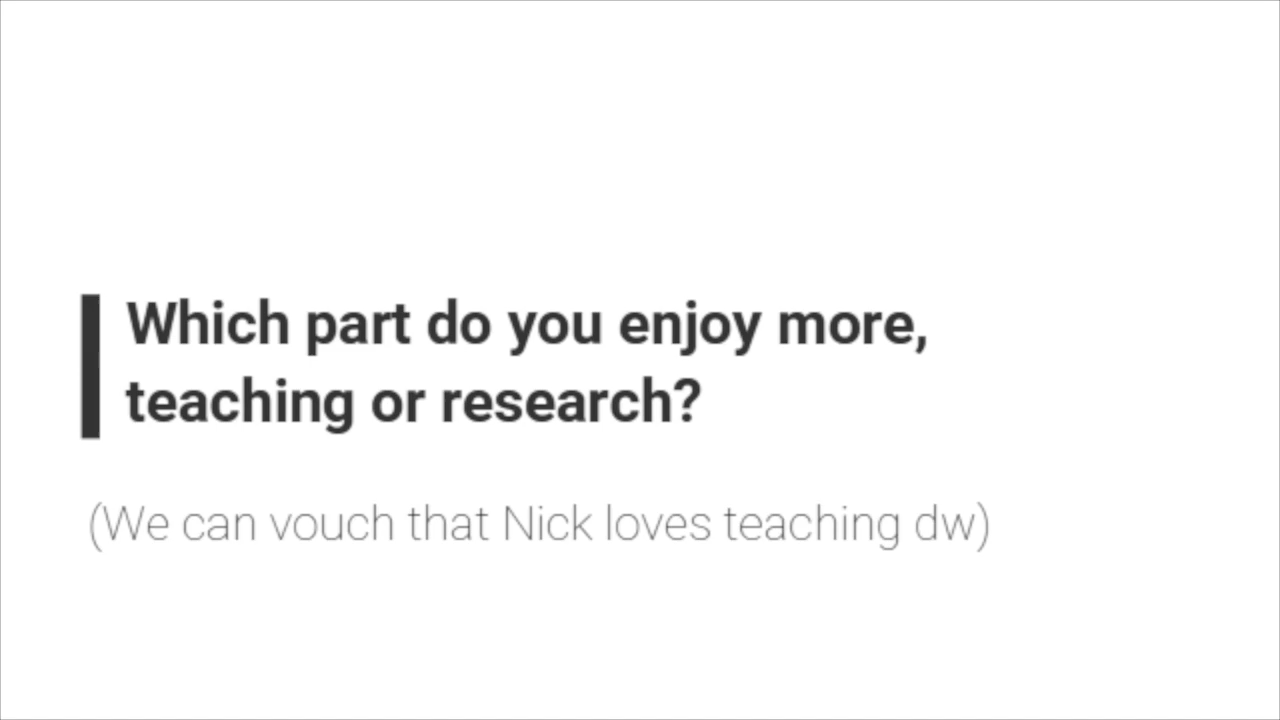 Which part do you enjoy more,
teaching or research?
(We can vouch that Nick loves teaching dw)